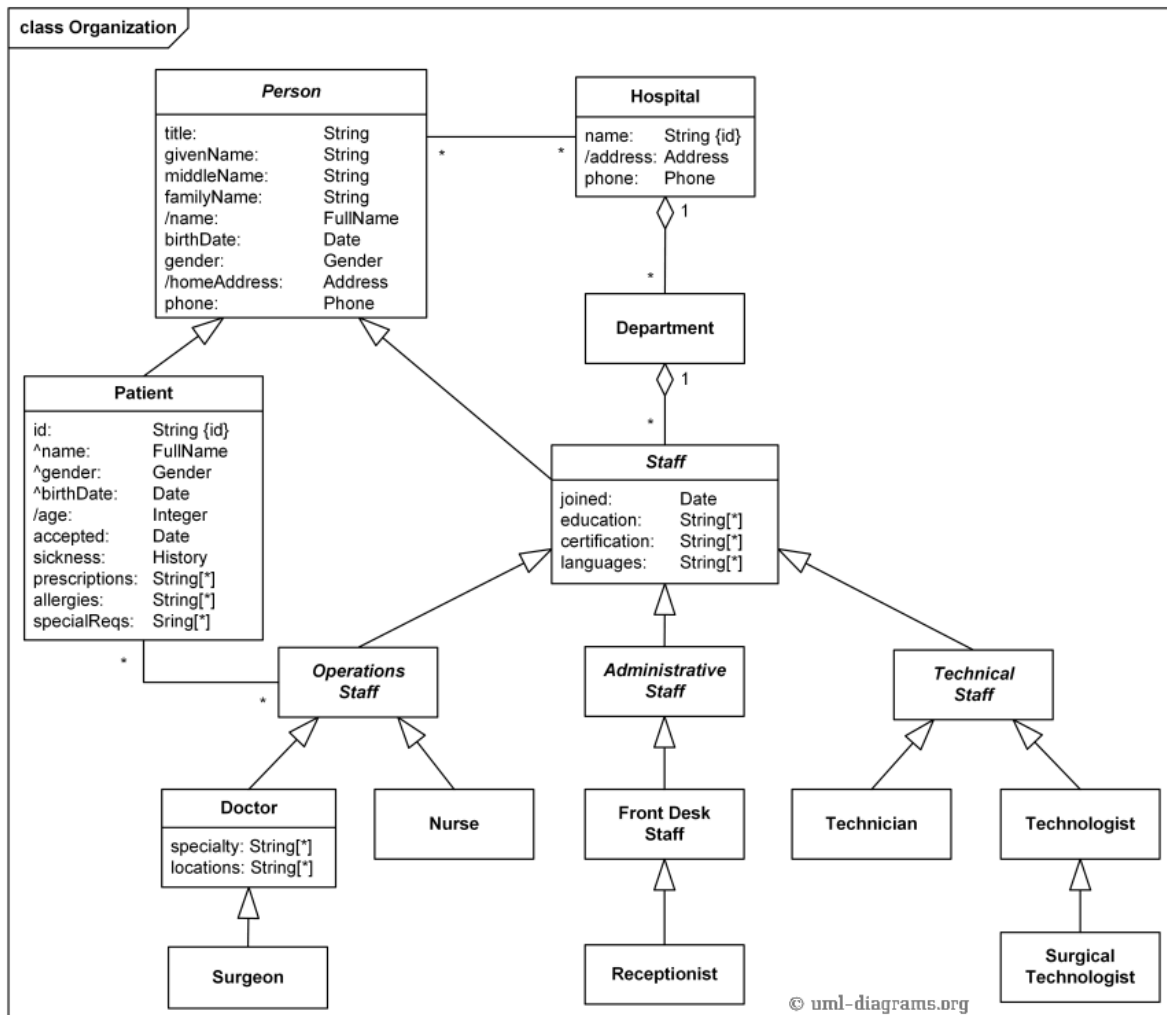 class Organization
Person
title: String
givenName: String
middleName: String
familyName: String
/name: FullName
birthDate: Date
gender: Gender
/homeAddress: Address
phone: Phone
*
*
Hospital
name: String {id}
/address: Address
phone: Phone
1
*
Department
1
*
Patient
id: String {id}
^name: FullName
^gender: Gender
^birthDate: Date
/age: Integer
accepted: Date
sickness: History
prescriptions: String[*]
allergies: String[*]
specialReqs: Sring[*]
*
*
Staff
joined: Date
education: String[*]
certification: String[*]
languages: String[*]
Operations
Staff
Administrative
Staff
Technical
Staff
Doctor
specialty: String[*]
locations: String[*]
Nurse
Front Desk
Staff
Technician
Technologist
Surgeon
Receptionist
Surgical
Technologist
© uml-diagrams.org